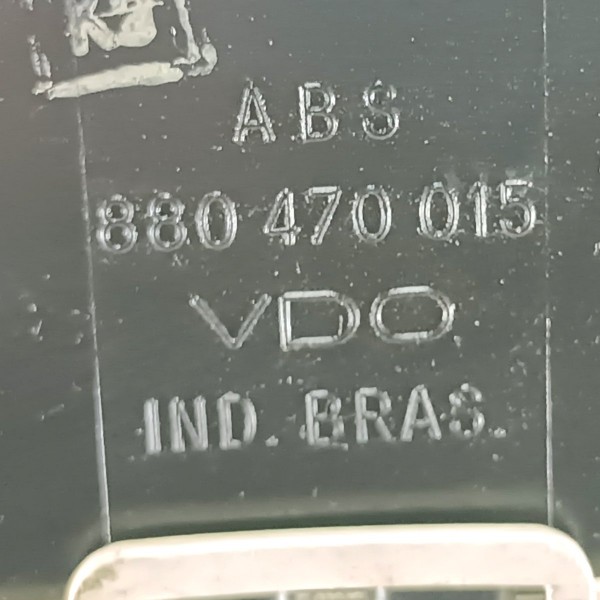 ABS
880 470 015
VDO
IND. BRAS.